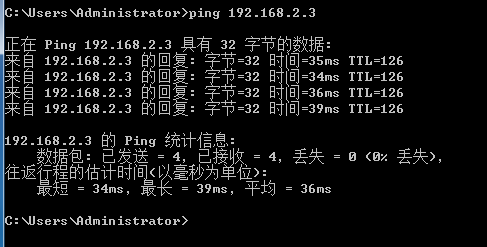 C:\Users\Administrator>ping 192.168.2.3
正在 Ping 192.168.2.3 具有 32 字节的数据:
来自 192.168.2.3 的回复: 字节=32 时间=35ms TTL=126
来自 192.168.2.3 的回复: 字节=32 时间=34ms TTL=126
来自 192.168.2.3 的回复: 字节=32 时间=36ms TTL=126
来自 192.168.2.3 的回复: 字节=32 时间=39ms TTL=126
192.168.2.3 的 Ping 统计信息:
数据包: 已发送 = 4, 已接收 = 4, 丢失 = 0 (0% 丢失),
往返行程的估计时间(以毫秒为单位):
最短 = 34ms, 最长 = 39ms, 平均 = 36ms
C:\Users\Administrator>